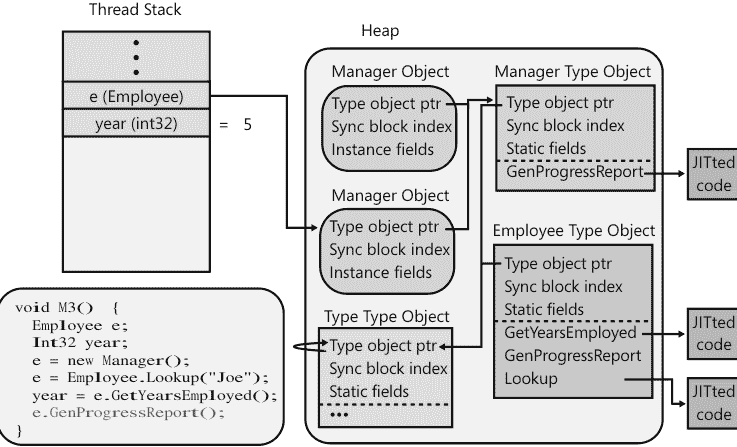 Thread Stack
e (Employee)
year (int32) = 5
Heap
Manager Object
Type object ptr
Sync block index
Instance fields
Manager Object
Type object ptr
Sync block index
Instance fields
Type Type Object
Type object ptr
Sync block index
Static fields
•••
Manager Type Object
Type object ptr
Sync block index
Static fields
GenProgressReport
JITted
code
Employee Type Object
Type object ptr
Sync block index
Static fields
GetYearsEmployed
GenProgressReport
Lookup
JITted
code
JITted
code
void M3() {
Employee e;
Int32 year;
e = new Manager();
e = Employee.Lookup("Joe");
year = e.GetYearsEmployed();
e.GenProgressReport();
}